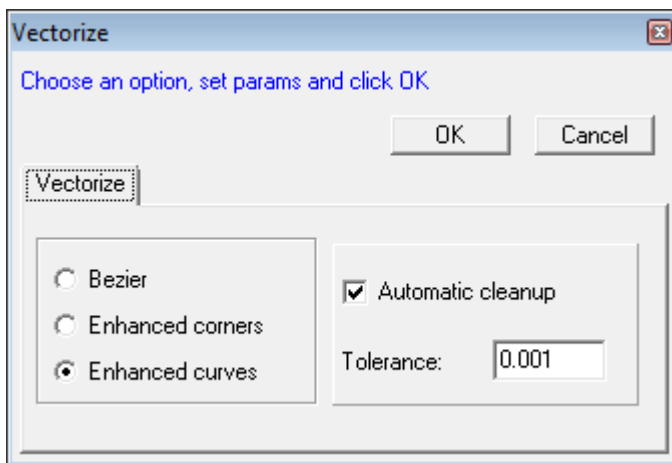 Vectorize
Choose an option, set params and click OK
OK Cancel
Vectorize
Bezier
Enhanced corners
Enhanced curves
Automatic cleanup
Tolerance: 0.001